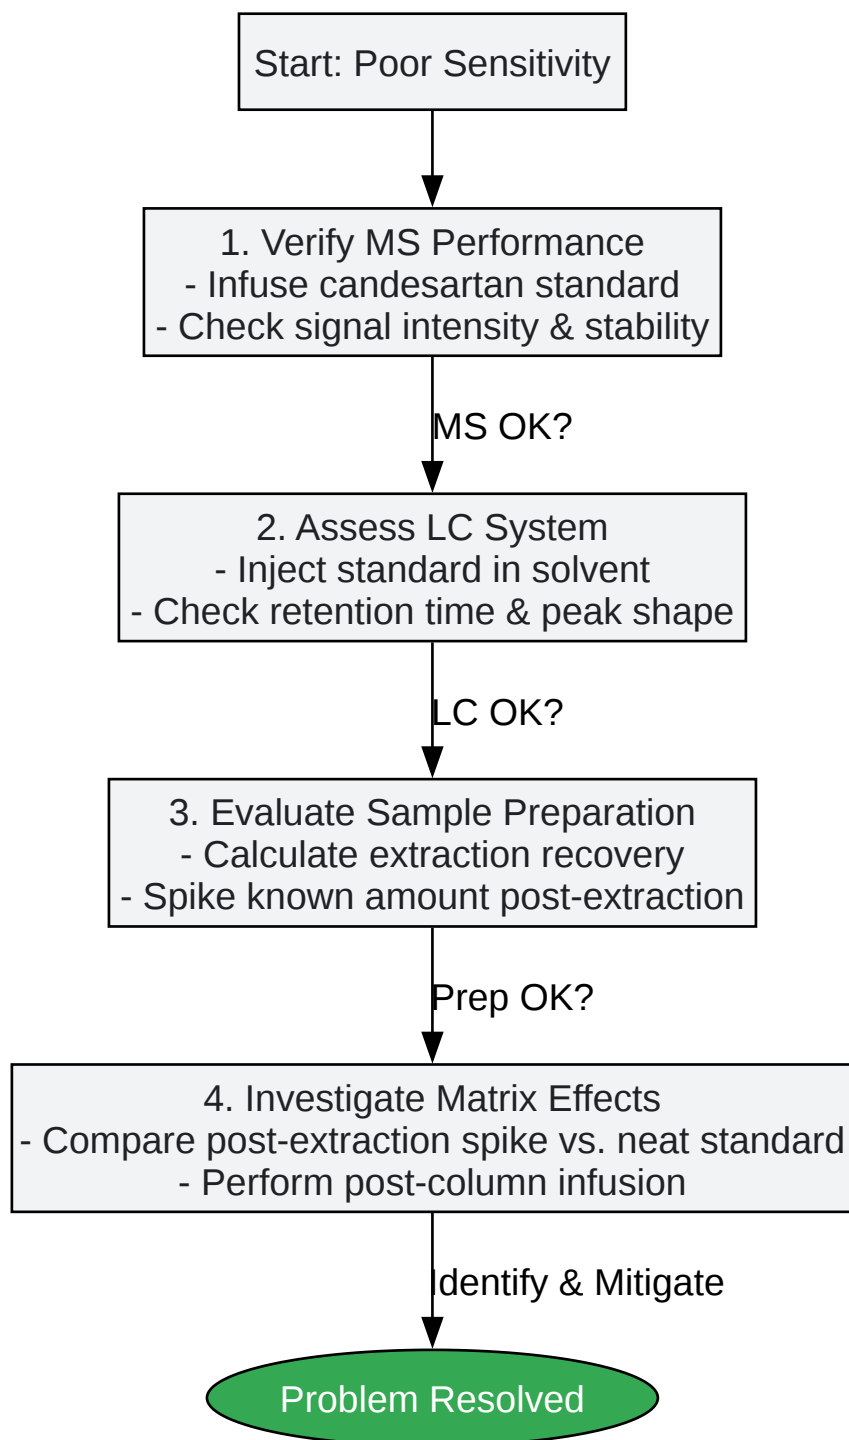 Start: Poor Sensitivity
1. Verify MS Performance
- Infuse candesartan standard
- Check signal intensity & stability
MS OK?
2. Assess LC System
- Inject standard in solvent
- Check retention time & peak shape
LC OK?
3. Evaluate Sample Preparation
- Calculate extraction recovery
- Spike known amount post-extraction
Prep OK?
4. Investigate Matrix Effects
- Compare post-extraction spike vs. neat standard
- Perform post-column infusion
Identify & Mitigate
Problem Resolved